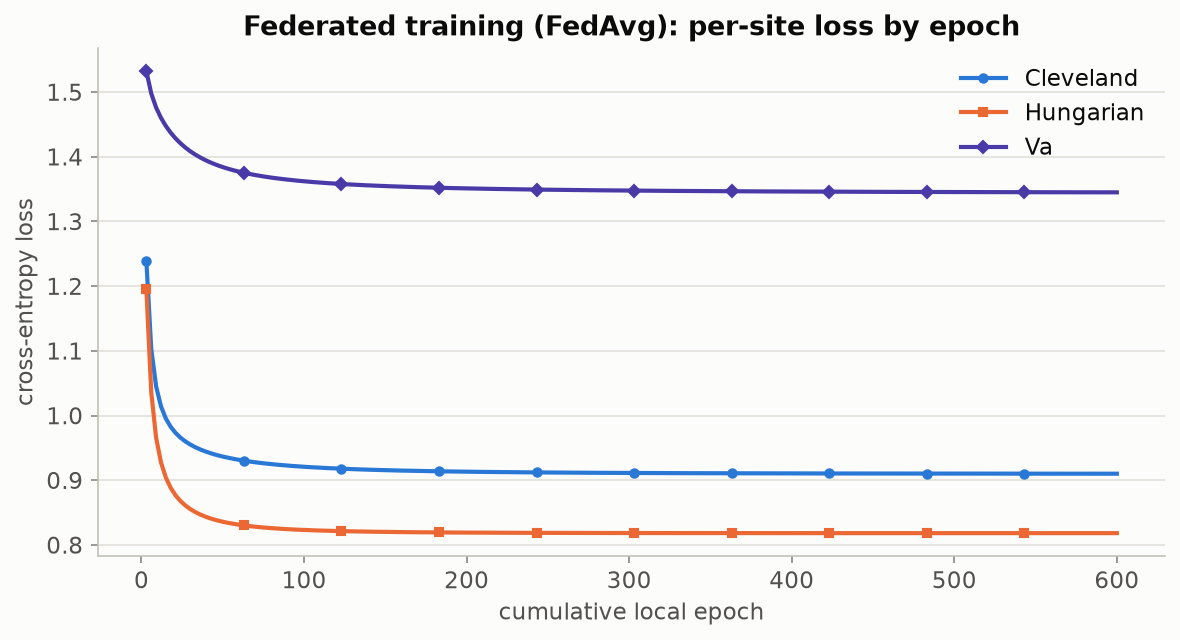 Federated training (FedAvg): per-site loss by epoch
Cleveland
Hungarian
Va
cross-entropy loss
1.5
1.4
1.3
1.2
1.1
1.0
0.9
0.8
0 100 200 300 400 500 600
cumulative local epoch